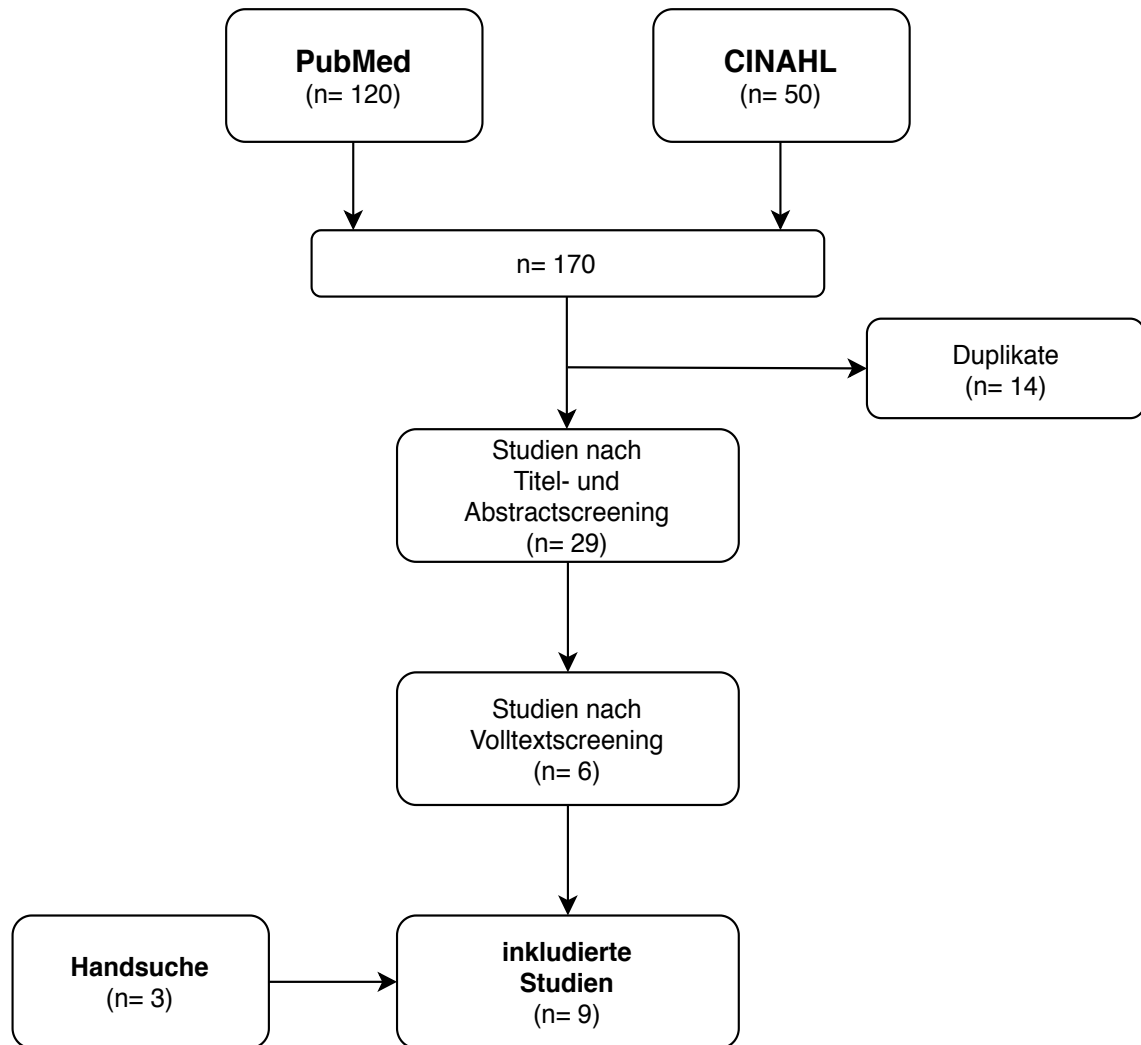 PubMed
(n= 120)
CINAHL
(n= 50)
n= 170
Duplikate
(n= 14)
Studien nach
Titel- und
Abstractscreening
(n= 29)
Studien nach
Volltextscreening
(n= 6)
Handsuche
(n= 3)
inkludierte
Studien
(n= 9)